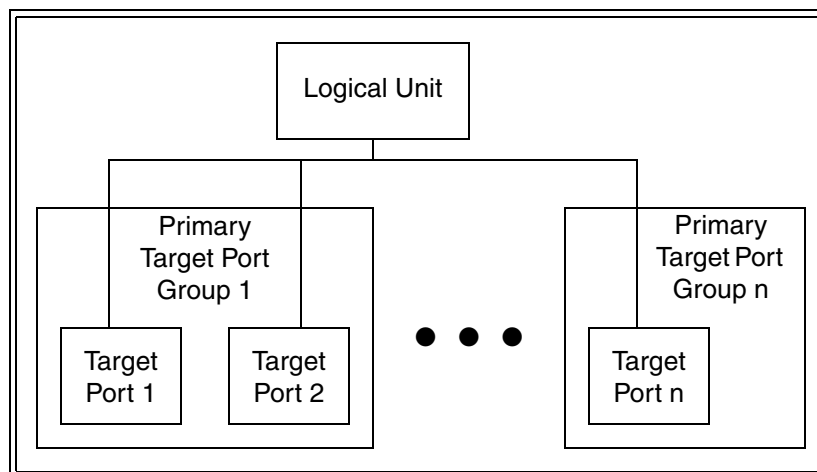 Logical Unit
Primary
Target Port
Group 1
Primary
Target Port
Group n
Target
Port 1
Target
Port 2
Target
Port n